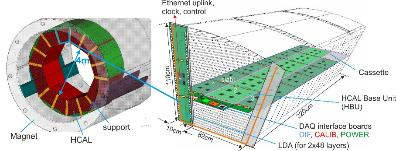 Ethernet uplink,
clock, control
4m
Cassette
HCAL Base Unit
(HBU)
DAQ interface boards
DIF, CALIB, POWER
LDA (for 2x48 layers)
support
Magnet
HCAL